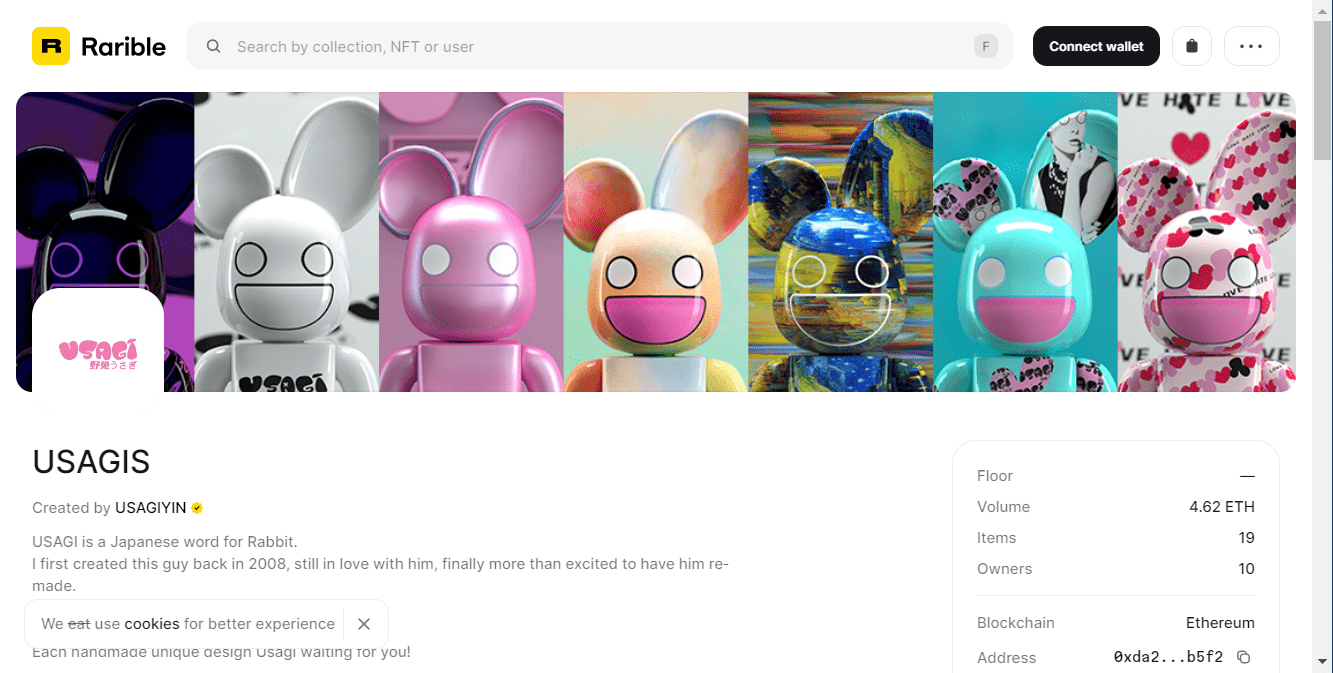 Rarible
Search by collection, NFT or user
F
Connect wallet
VE HATE LOVE
USAGI
USAGI
野兎うさぎ
USAGIS
Created by USAGIYIN
USAGI is a Japanese word for Rabbit.
I first created this guy back in 2008, still in love with him, finally more than excited to have him re-
made.
We eat use cookies for better experience
Each handmade unique design Usagi waiting for you!
Floor —
Volume 4.62 ETH
Items 19
Owners 10
Blockchain Ethereum
Address 0xda2...b5f2